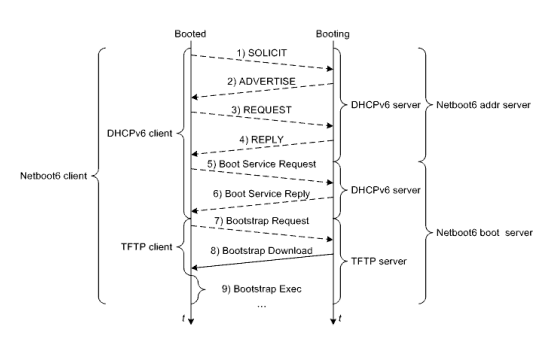 Booted
Booting
1) SOLICIT
2) ADVERTISE
3) REQUEST
4) REPLY
5) Boot Service Request
6) Boot Service Reply
7) Bootstrap Request
8) Bootstrap Download
9) Bootstrap Exec
...
DHCPv6 client
TFTP client
Netboot6 client
DHCPv6 server
DHCPv6 server
TFTP server
Netboot6 addr server
Netboot6 boot server
t
t